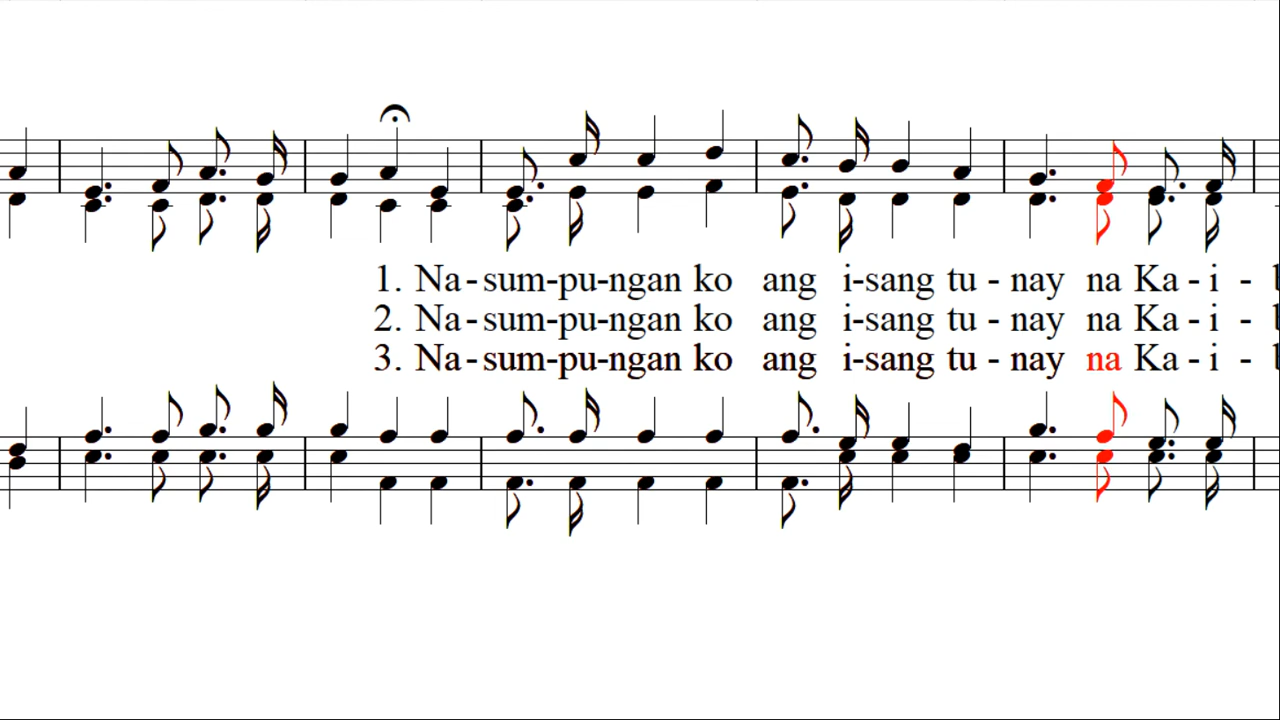 1. Na-sum-pu-ngan ko ang i-sang tu - nay na Ka - i -
2. Na-sum-pu-ngan ko ang i-sang tu - nay na Ka - i -
3. Na-sum-pu-ngan ko ang i-sang tu - nay na Ka - i -